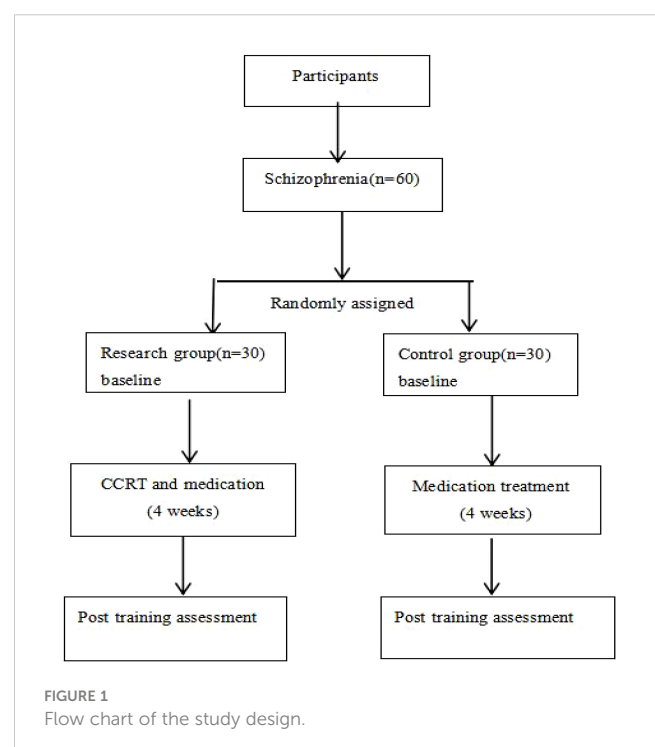 Participants
Schizophrenia(n=60)
Randomly assigned
Research group(n=30)
baseline
Control group(n=30)
baseline
CCRT and medication
(4 weeks)
Medication treatment
(4 weeks)
Post training assessment
Post training assessment
FIGURE 1
Flow chart of the study design.